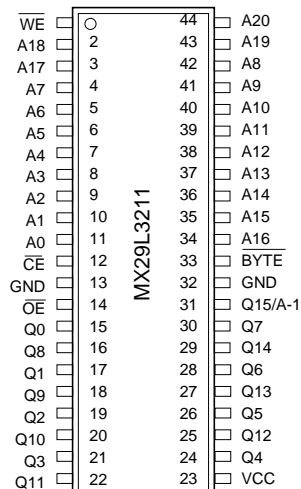 WE 44 A20
A18 2 43 A19
A17 3 42 A8
A7 4 41 A9
A6 5 40 A10
A5 6 39 A11
A4 7 38 A12
A3 8 37 A13
A2 9 36 A14
A1 10 35 A15
A0 11 34 A16
CE 12 33 BYTE
GND 13 32 GND
OE 14 31 Q15/A-1
Q0 15 30 Q7
Q8 16 29 Q14
Q1 17 28 Q6
Q9 18 27 Q13
Q2 19 26 Q5
Q10 20 25 Q12
Q3 21 24 Q4
Q11 22 23 VCC
MX29L3211